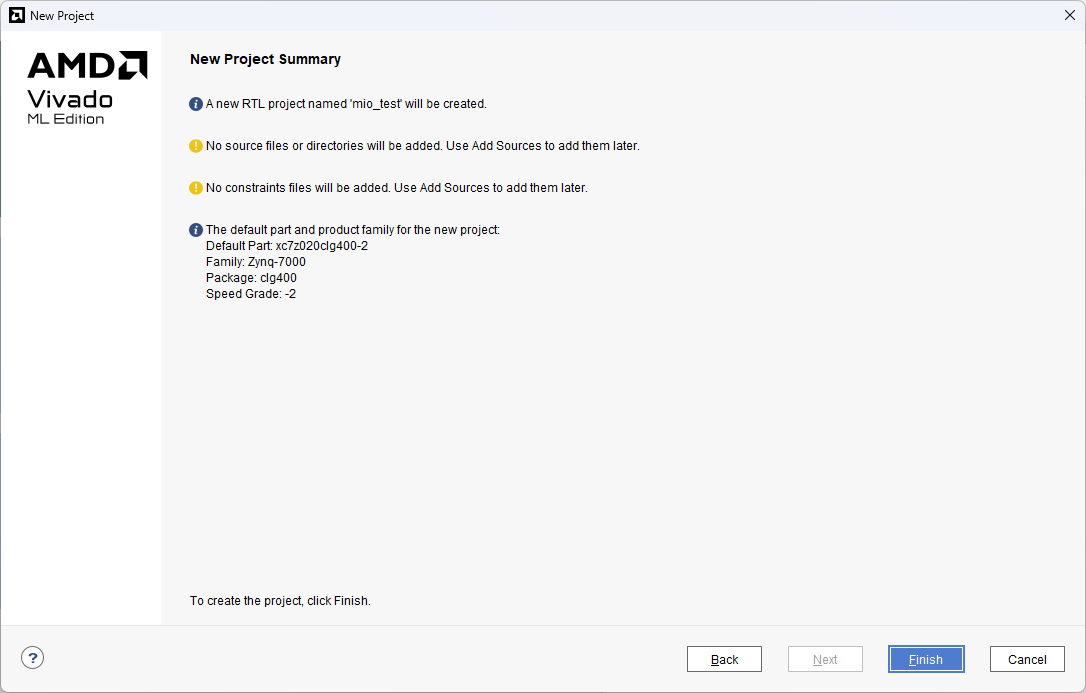 New Project
AMD
Vivado
ML Edition
New Project Summary
A new RTL project named 'mio_test' will be created.
No source files or directories will be added. Use Add Sources to add them later.
No constraints files will be added. Use Add Sources to add them later.
The default part and product family for the new project:
Default Part: xc7z020clg400-2
Family: Zynq-7000
Package: clg400
Speed Grade: -2
To create the project, click Finish.
?
Back
Next
Finish
Cancel